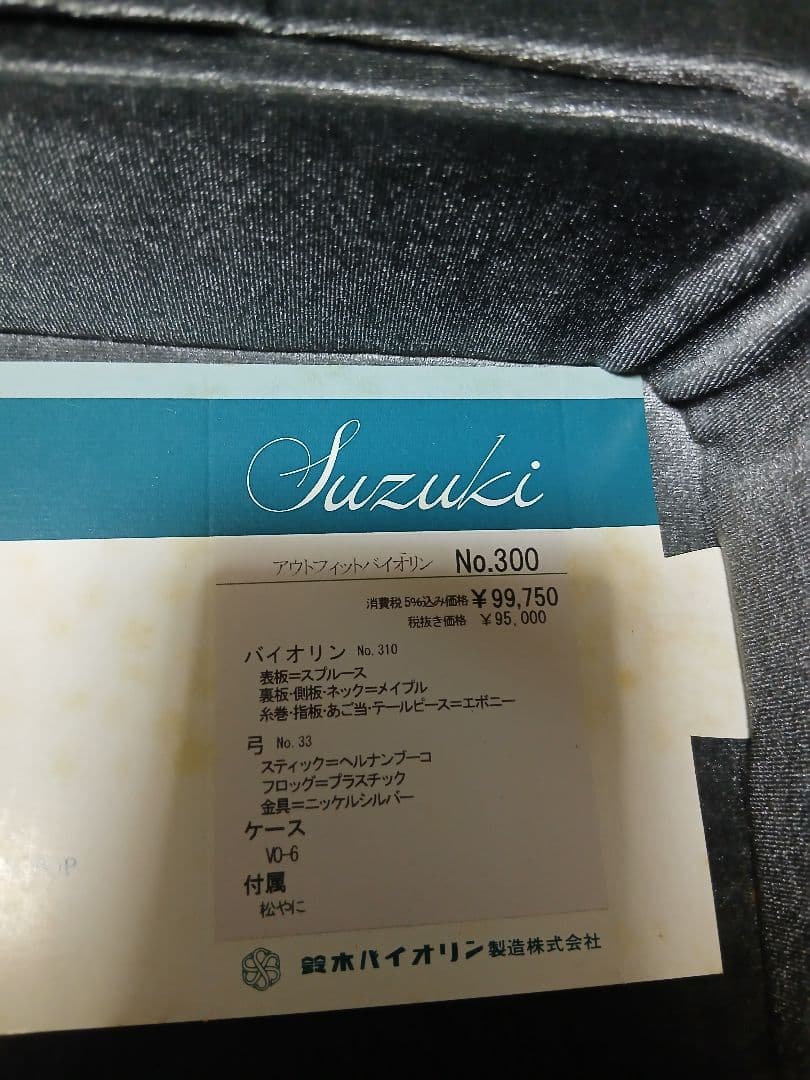 Suzuki
アウトフィットバイオリン No.300
消費税 5%込み価格 ¥99,750
税抜き価格 ¥95,000
バイオリン No.310
表板=スプルース
裏板・側板・ネック=メイプル
糸巻・指板・あご当・テールピース=エボニー
弓 No.33
スティック=ヘルナンブーコ
フロッグ=プラスチック
金具=ニッケルシルバー
ケース
VO-6
付属
松やに
鈴木バイオリン製造株式会社